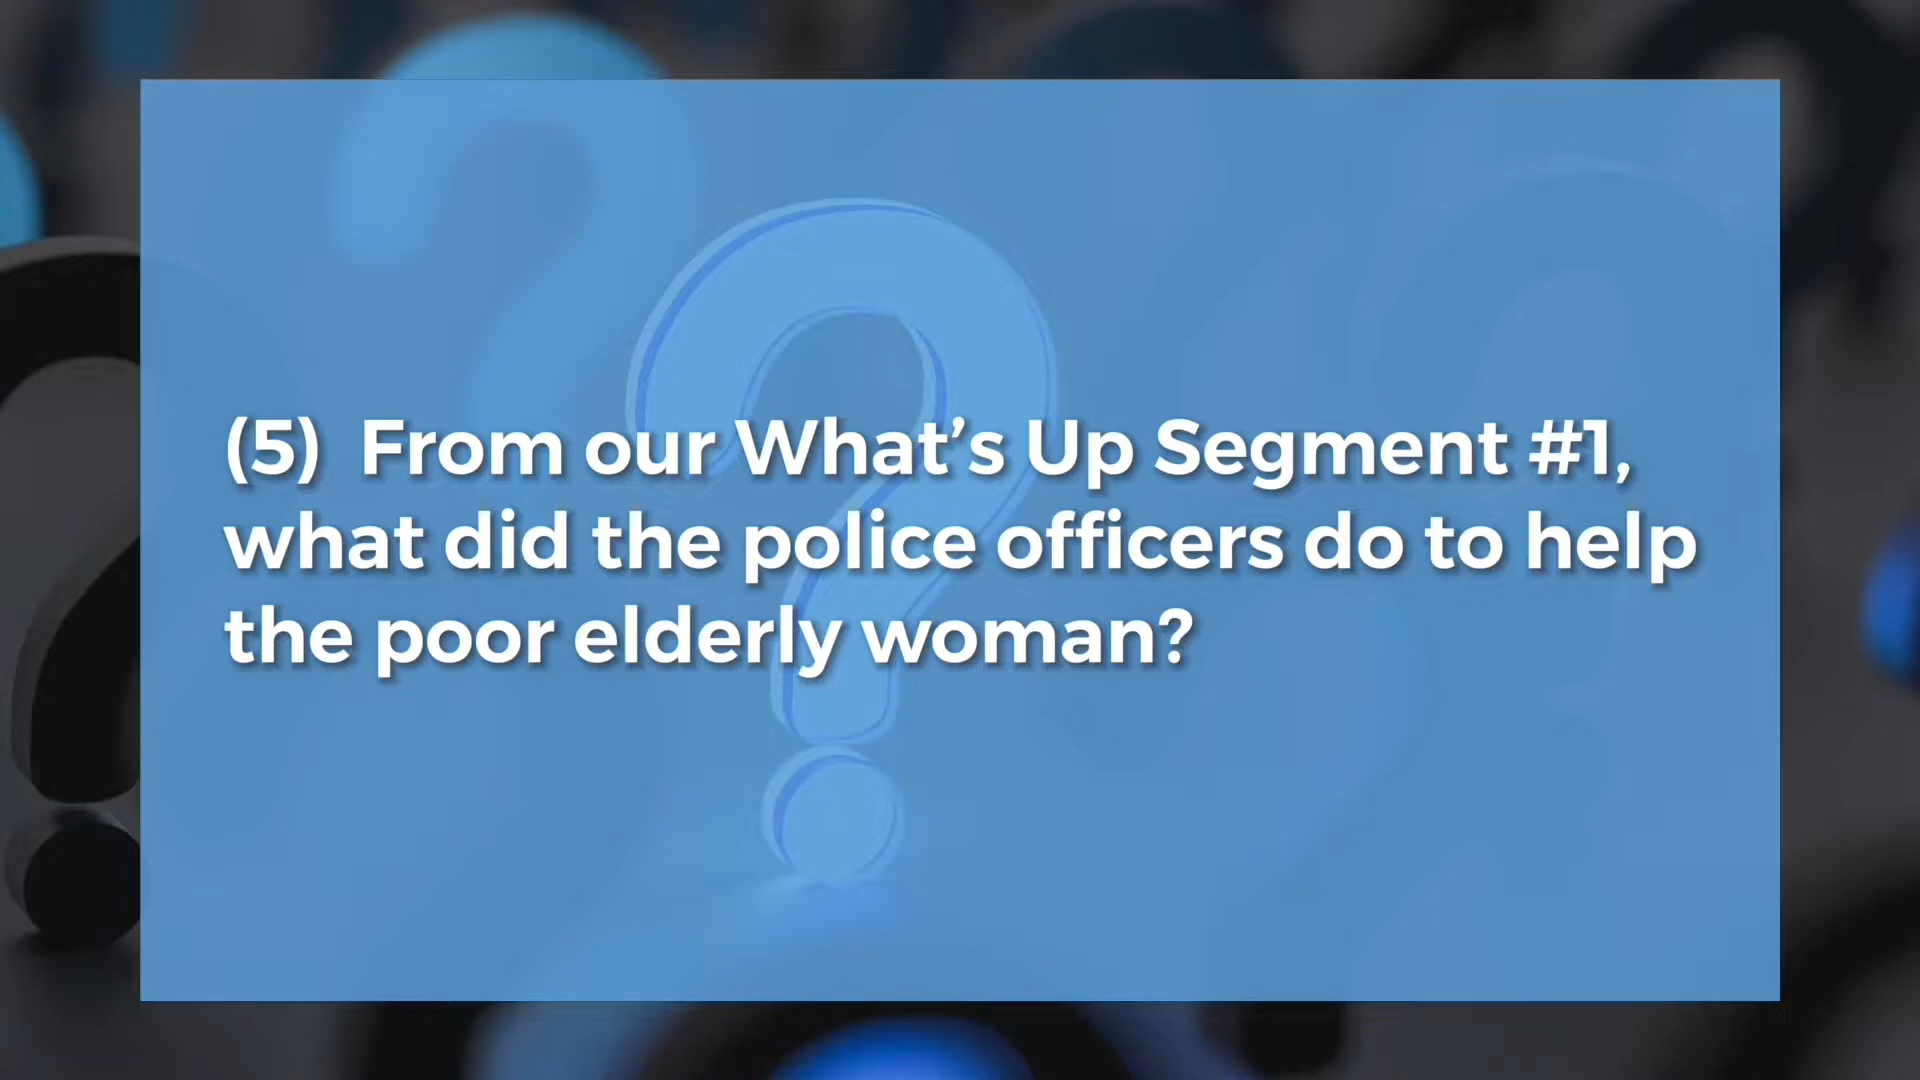 (5)  From our What’s Up Segment #1,
what did the police officers do to help
the poor elderly woman?